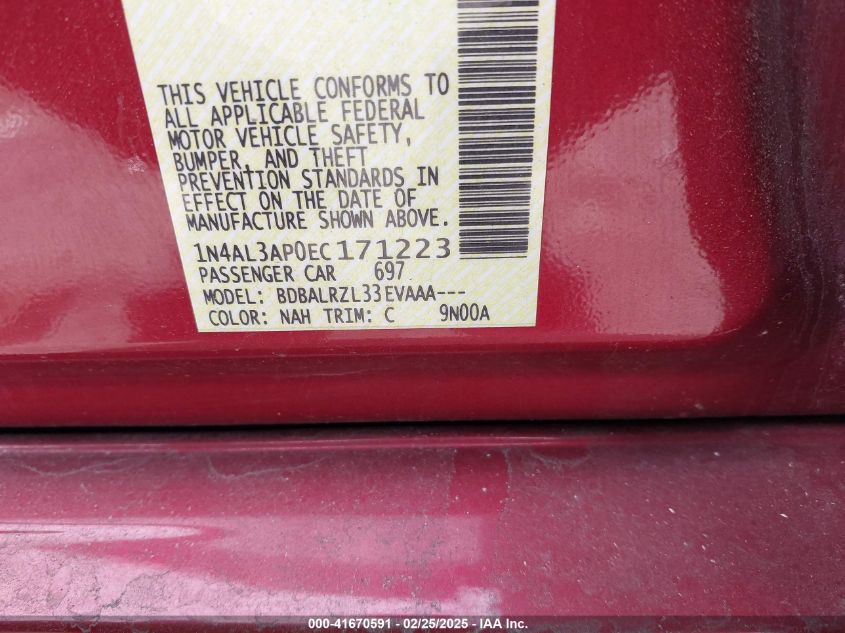 THIS VEHICLE CONFORMS TO
ALL APPLICABLE FEDERAL
MOTOR VEHICLE SAFETY,
BUMPER, AND THEFT
PREVENTION STANDARDS IN
EFFECT ON THE DATE OF
MANUFACTURE SHOWN ABOVE.
1N4AL3AP0EC171223
PASSENGER CAR 697
MODEL: BDBALRZL33EVAAA---
COLOR: NAH TRIM: C 9N00A
000-41670591 - 02/25/2025 - IAA Inc.